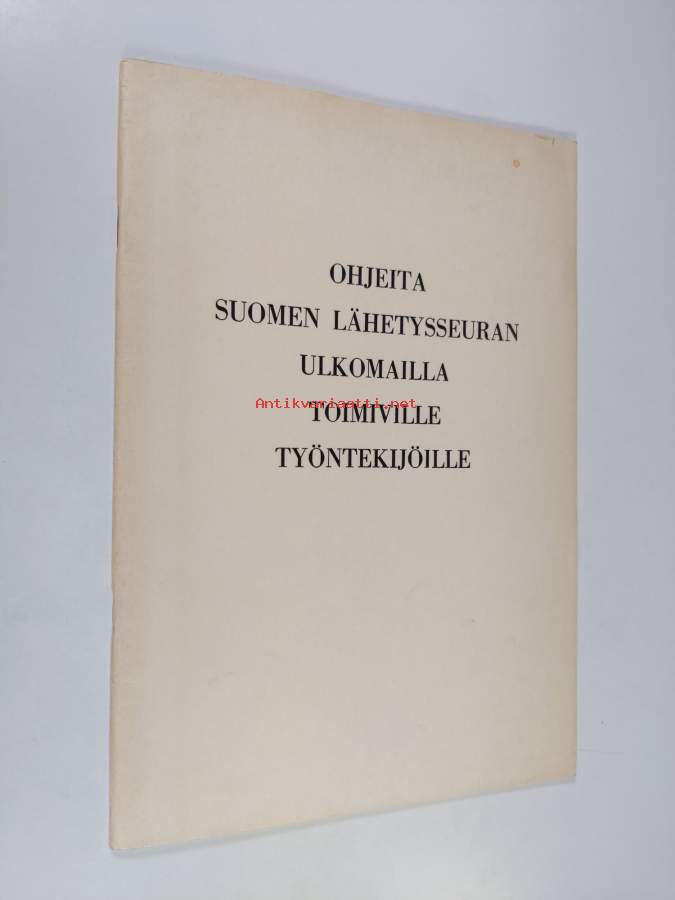 OHJEITA
SUOMEN LÄHETYSSEURAN
ULKOMAILLA
Antikvariaatti.net
TOIMIVILLE
TYÖNTEKIJÖILLE